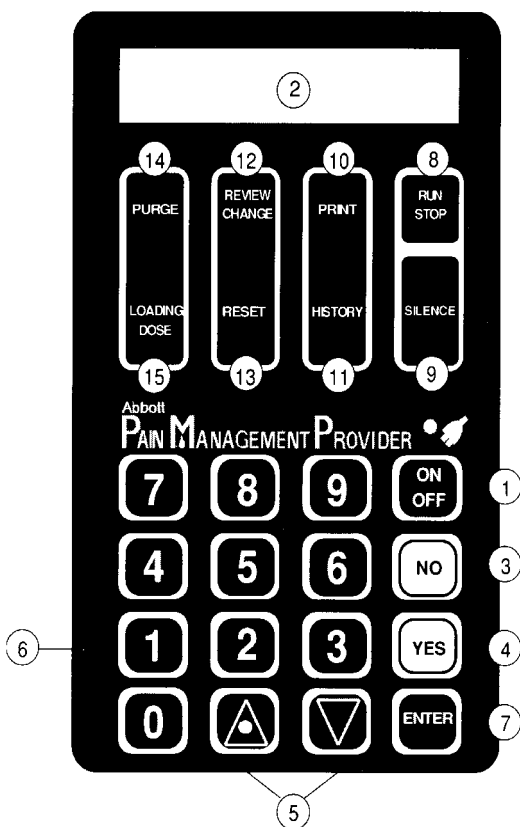 2
14 12 10 8
PURGE REVIEW CHANGE PRINT RUN STOP
LOADING DOSE RESET HISTORY SILENCE
15 13 11 9
Abbott
PAIN MANAGEMENT PROVIDER
7 8 9 ON OFF 1
4 5 6 NO 3
6 1 2 3 YES 4
0 ENTER 7
5